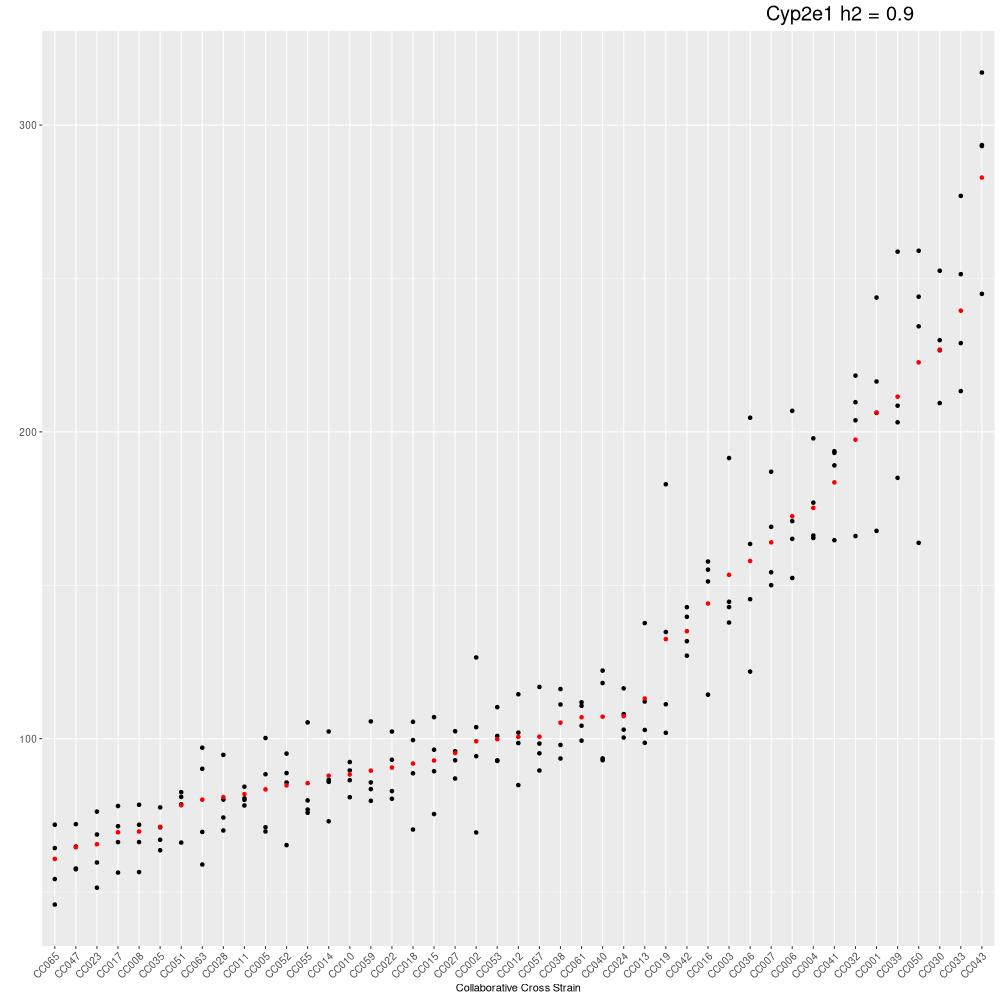 Cyp2e1 h2 = 0.9
300
200
100
CC065 CC047 CC023 CC017 CC008 CC035 CC051 CC063 CC028 CC011 CC005 CC052 CC055 CC014 CC010 CC059 CC022 CC018 CC015 CC027 CC002 CC053 CC012 CC057 CC038 CC061 CC040 CC024 CC013 CC019 CC042 CC016 CC003 CC036 CC007 CC006 CC004 CC041 CC032 CC001 CC039 CC050 CC030 CC033 CC043
Collaborative Cross Strain